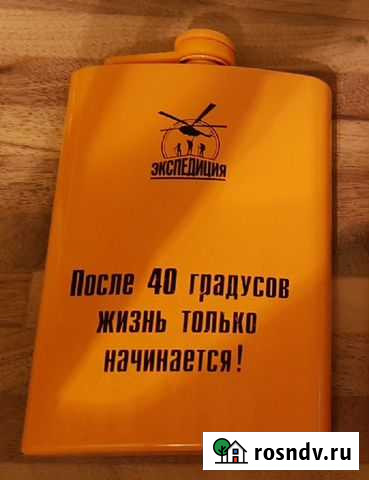 ЭКСПЕДИЦИЯ
После 40 градусов
жизнь только
начинается!
rosndv.ru